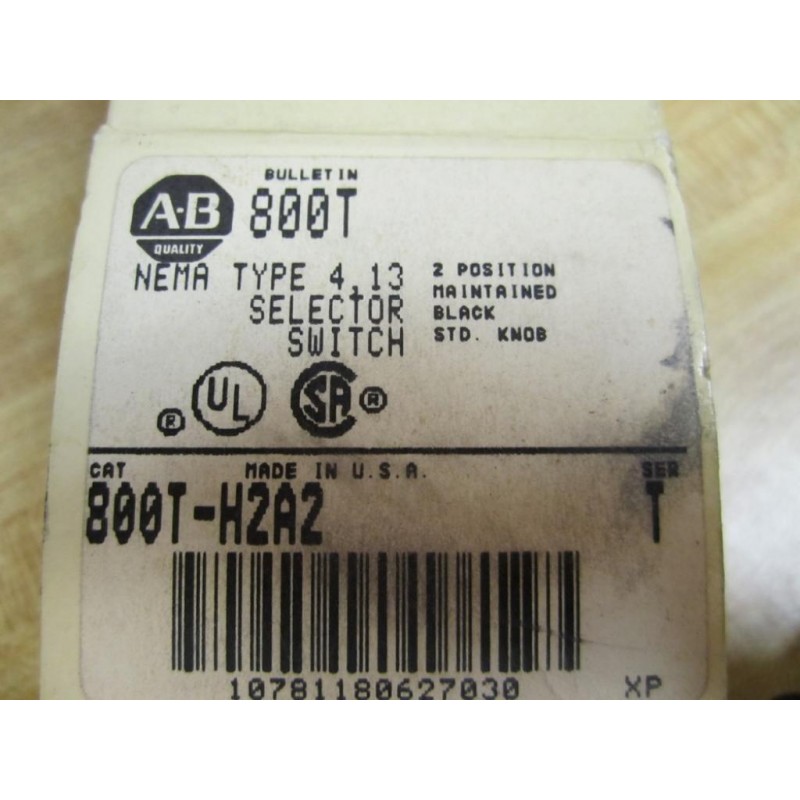 BULLETIN
A·B
QUALITY
800T
NEMA TYPE 4,13
SELECTOR
SWITCH
2 POSITION
MAINTAINED
BLACK
STD. KNOB
® UL SA ®
CAT
MADE IN U.S.A.
SER
800T-H2A2
T
10781180627030
XP